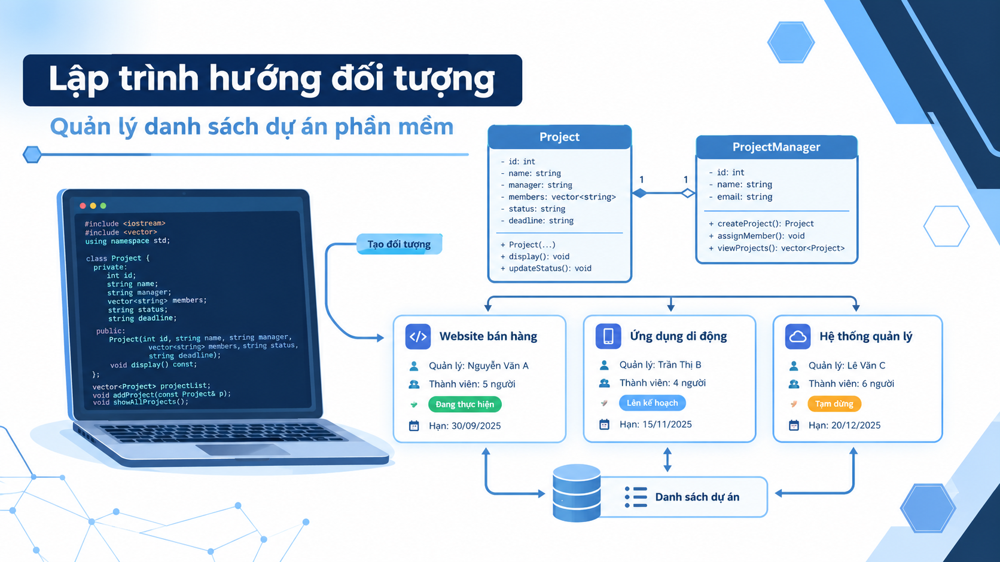 Lập trình hướng đối tượng
Quản lý danh sách dự án phần mềm
#include <iostream>
#include <vector>
using namespace std;
class Project {
private:
int id;
string name;
string manager;
vector<string> members;
string status;
string deadline;
public:
Project(int id, string name, string manager,
vector<string> members, string status,
string deadline);
void display() const;
};
vector<Project> projectList;
void addProject(const Project& p);
void showAllProjects();
Tạo đối tượng
Project
- id: int
- name: string
- manager: string
- members: vector<string>
- status: string
- deadline: string
+ Project(...)
+ display(): void
+ updateStatus(): void
1
1
ProjectManager
- id: int
- name: string
- email: string
+ createProject(): Project
+ assignMember(): void
+ viewProjects(): vector<Project>
</> Website bán hàng
Quản lý: Nguyễn Văn A
Thành viên: 5 người
Đang thực hiện
Hạn: 30/09/2025
Ứng dụng di động
Quản lý: Trần Thị B
Thành viên: 4 người
Lên kế hoạch
Hạn: 15/11/2025
Hệ thống quản lý
Quản lý: Lê Văn C
Thành viên: 6 người
Tạm dừng
Hạn: 20/12/2025
Danh sách dự án